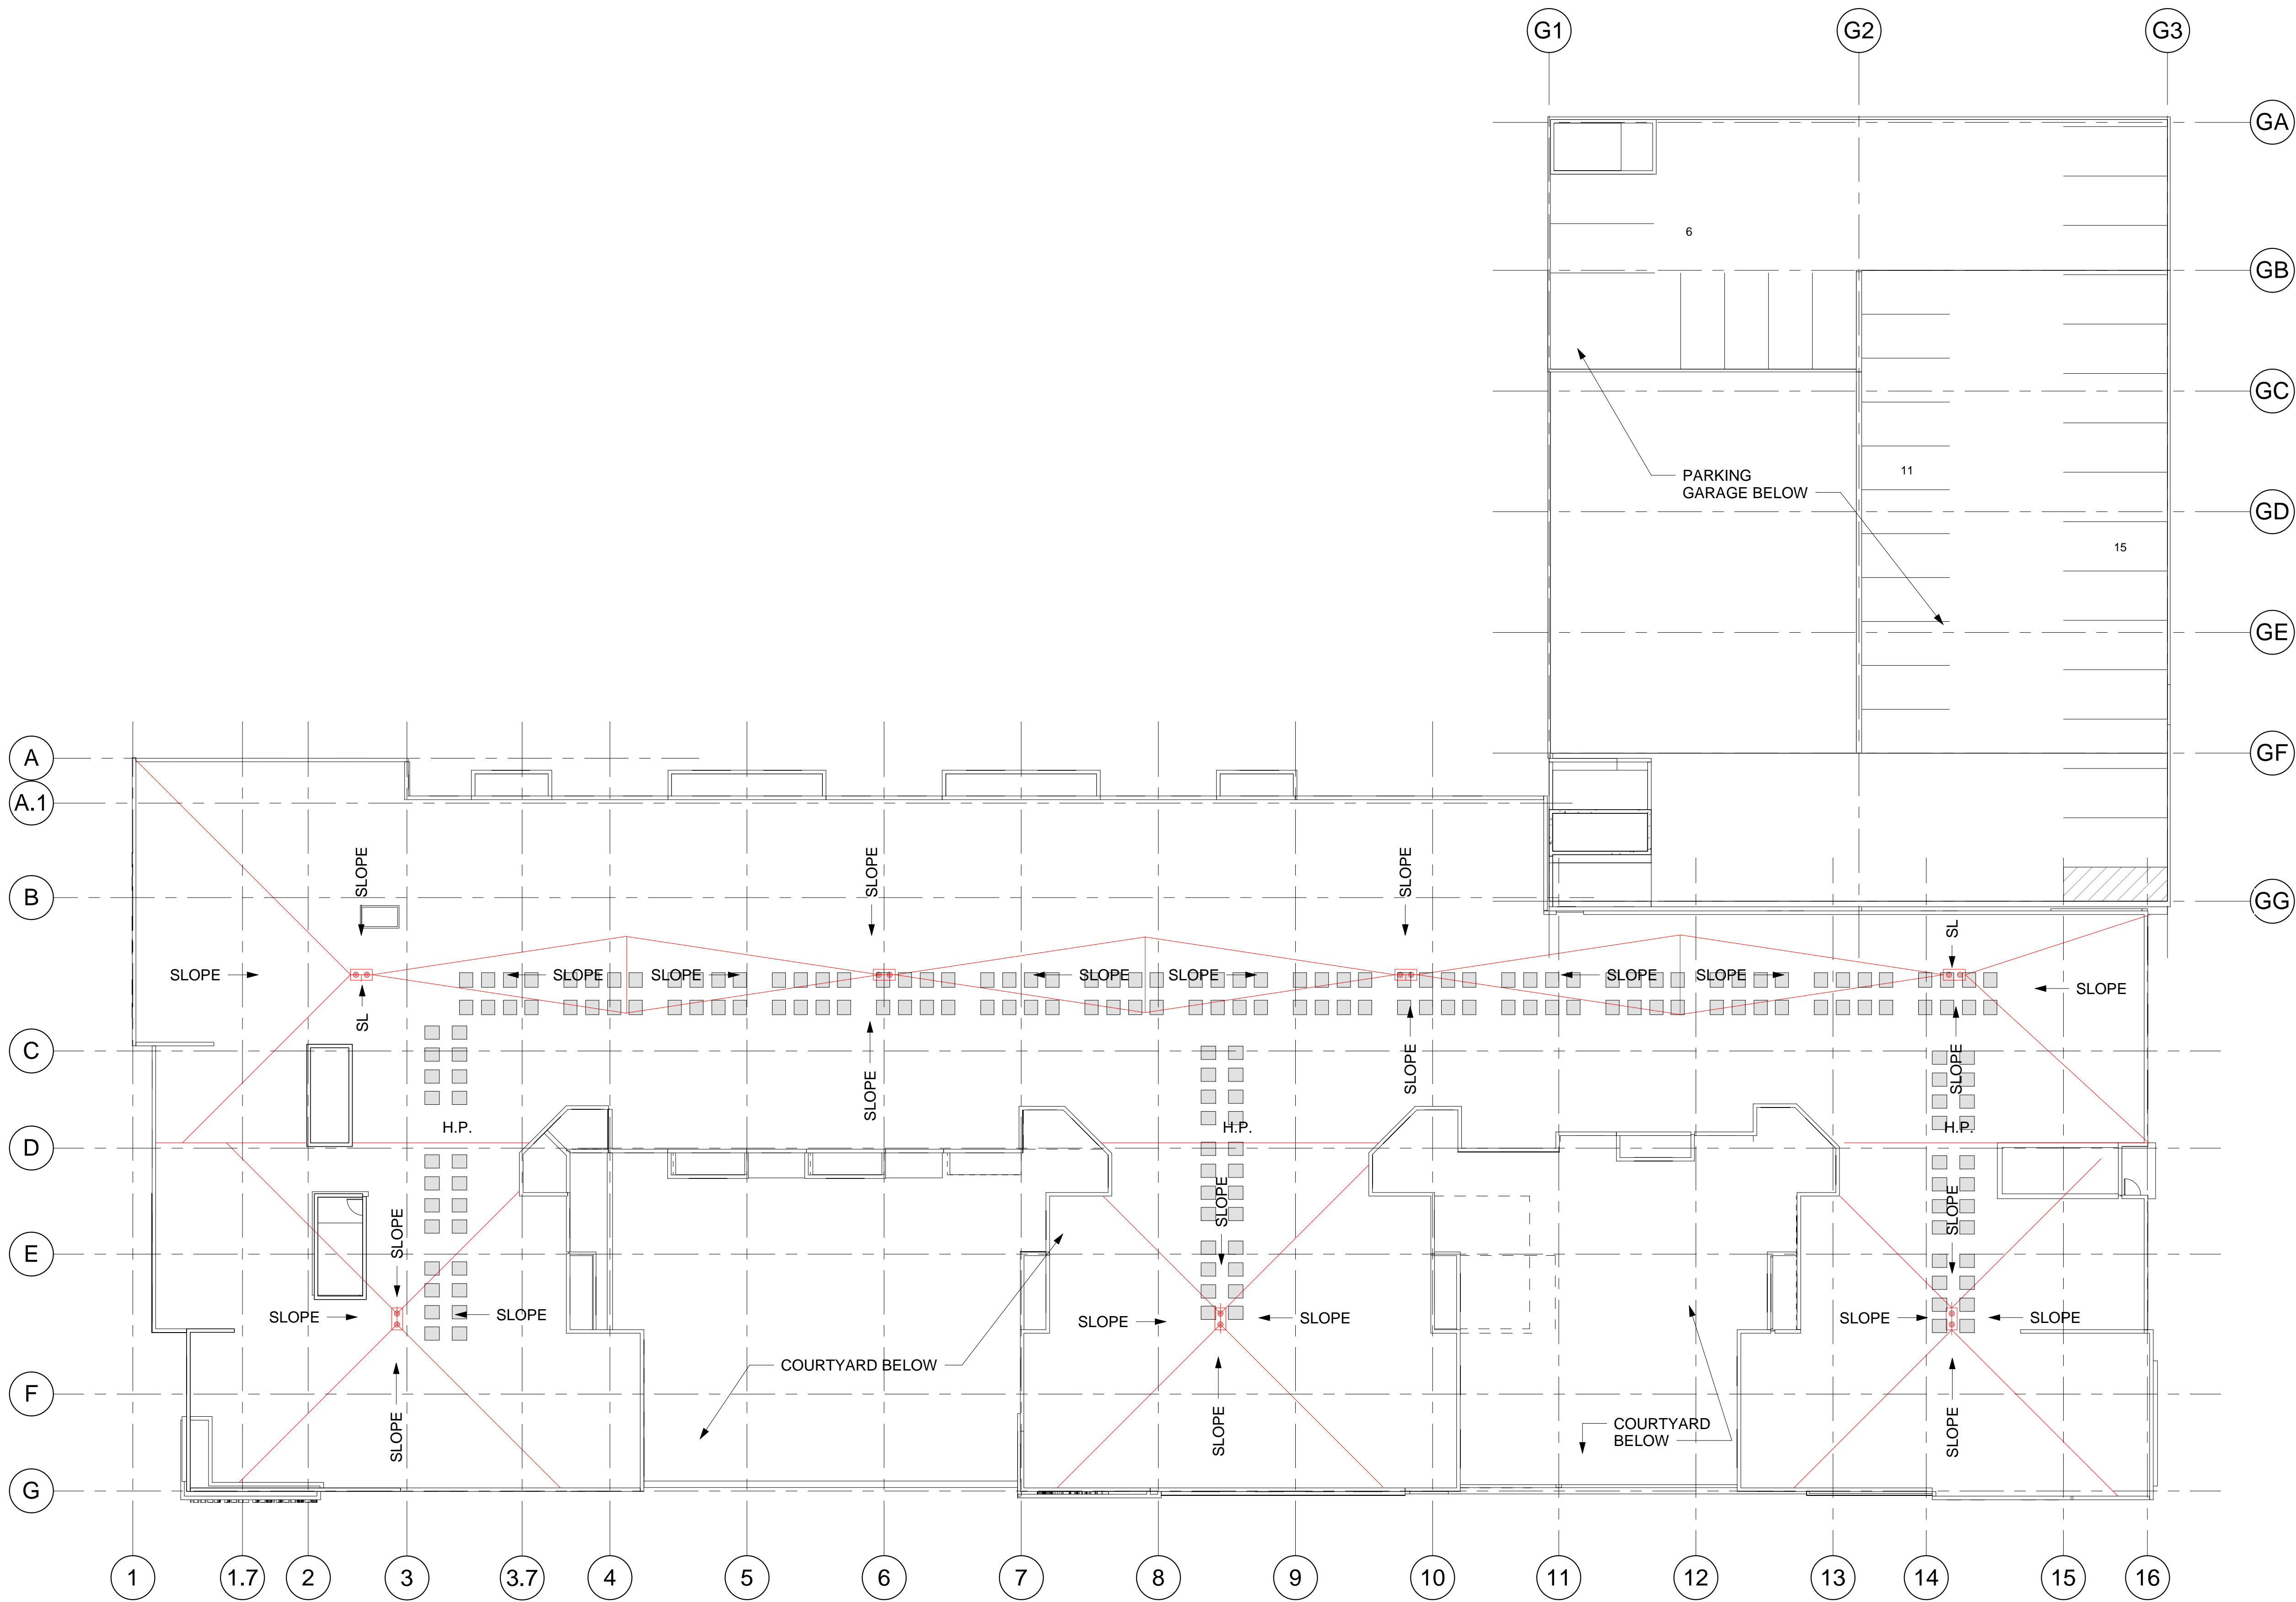 G1
G2
G3
GA
6
GB
GC
PARKING
GARAGE BELOW
11
GD
15
GE
A
GF
A.1
SLOPE
SLOPE
SLOPE
B
GG
SL
SLOPE
SLOPE
SLOPE
SLOPE
SLOPE
SLOPE
SLOPE
SLOPE
SL
SLOPE
SLOPE
SLOPE
C
H.P.
H.P.
H.P.
D
SLOPE
SLOPE
SLOPE
E
SLOPE
SLOPE
SLOPE
SLOPE
SLOPE
SLOPE
COURTYARD BELOW
F
SLOPE
SLOPE
SLOPE
COURTYARD
BELOW
G
1
1.7
2
3
3.7
4
5
6
7
8
9
10
11
12
13
14
15
16